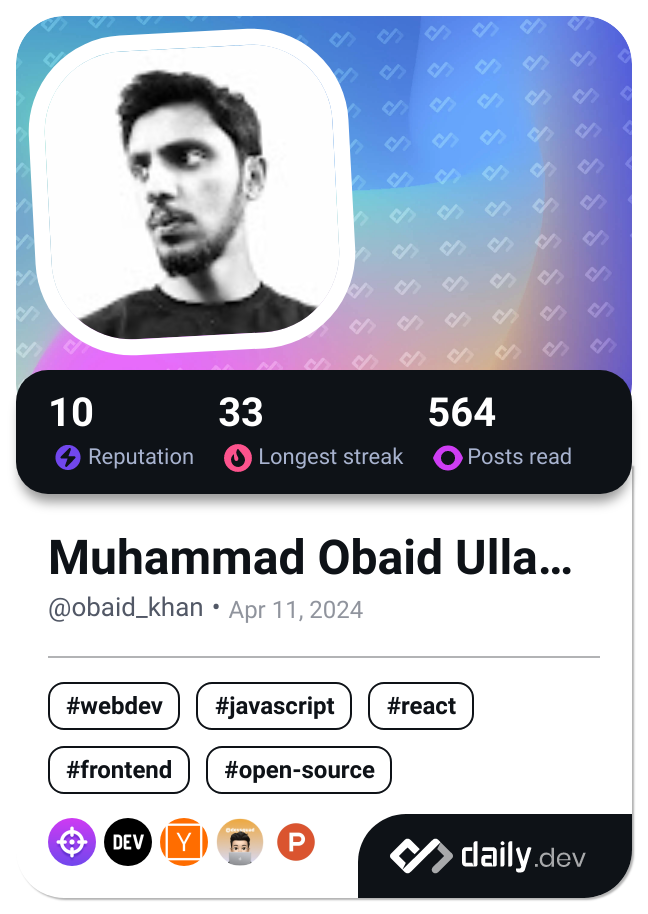 10 33 564
Reputation Longest streak Posts read
Muhammad Obaid Ulla...
@obaid_khan • Apr 11, 2024
#webdev #javascript #react
#frontend #open-source
DEV Y P
daily.dev